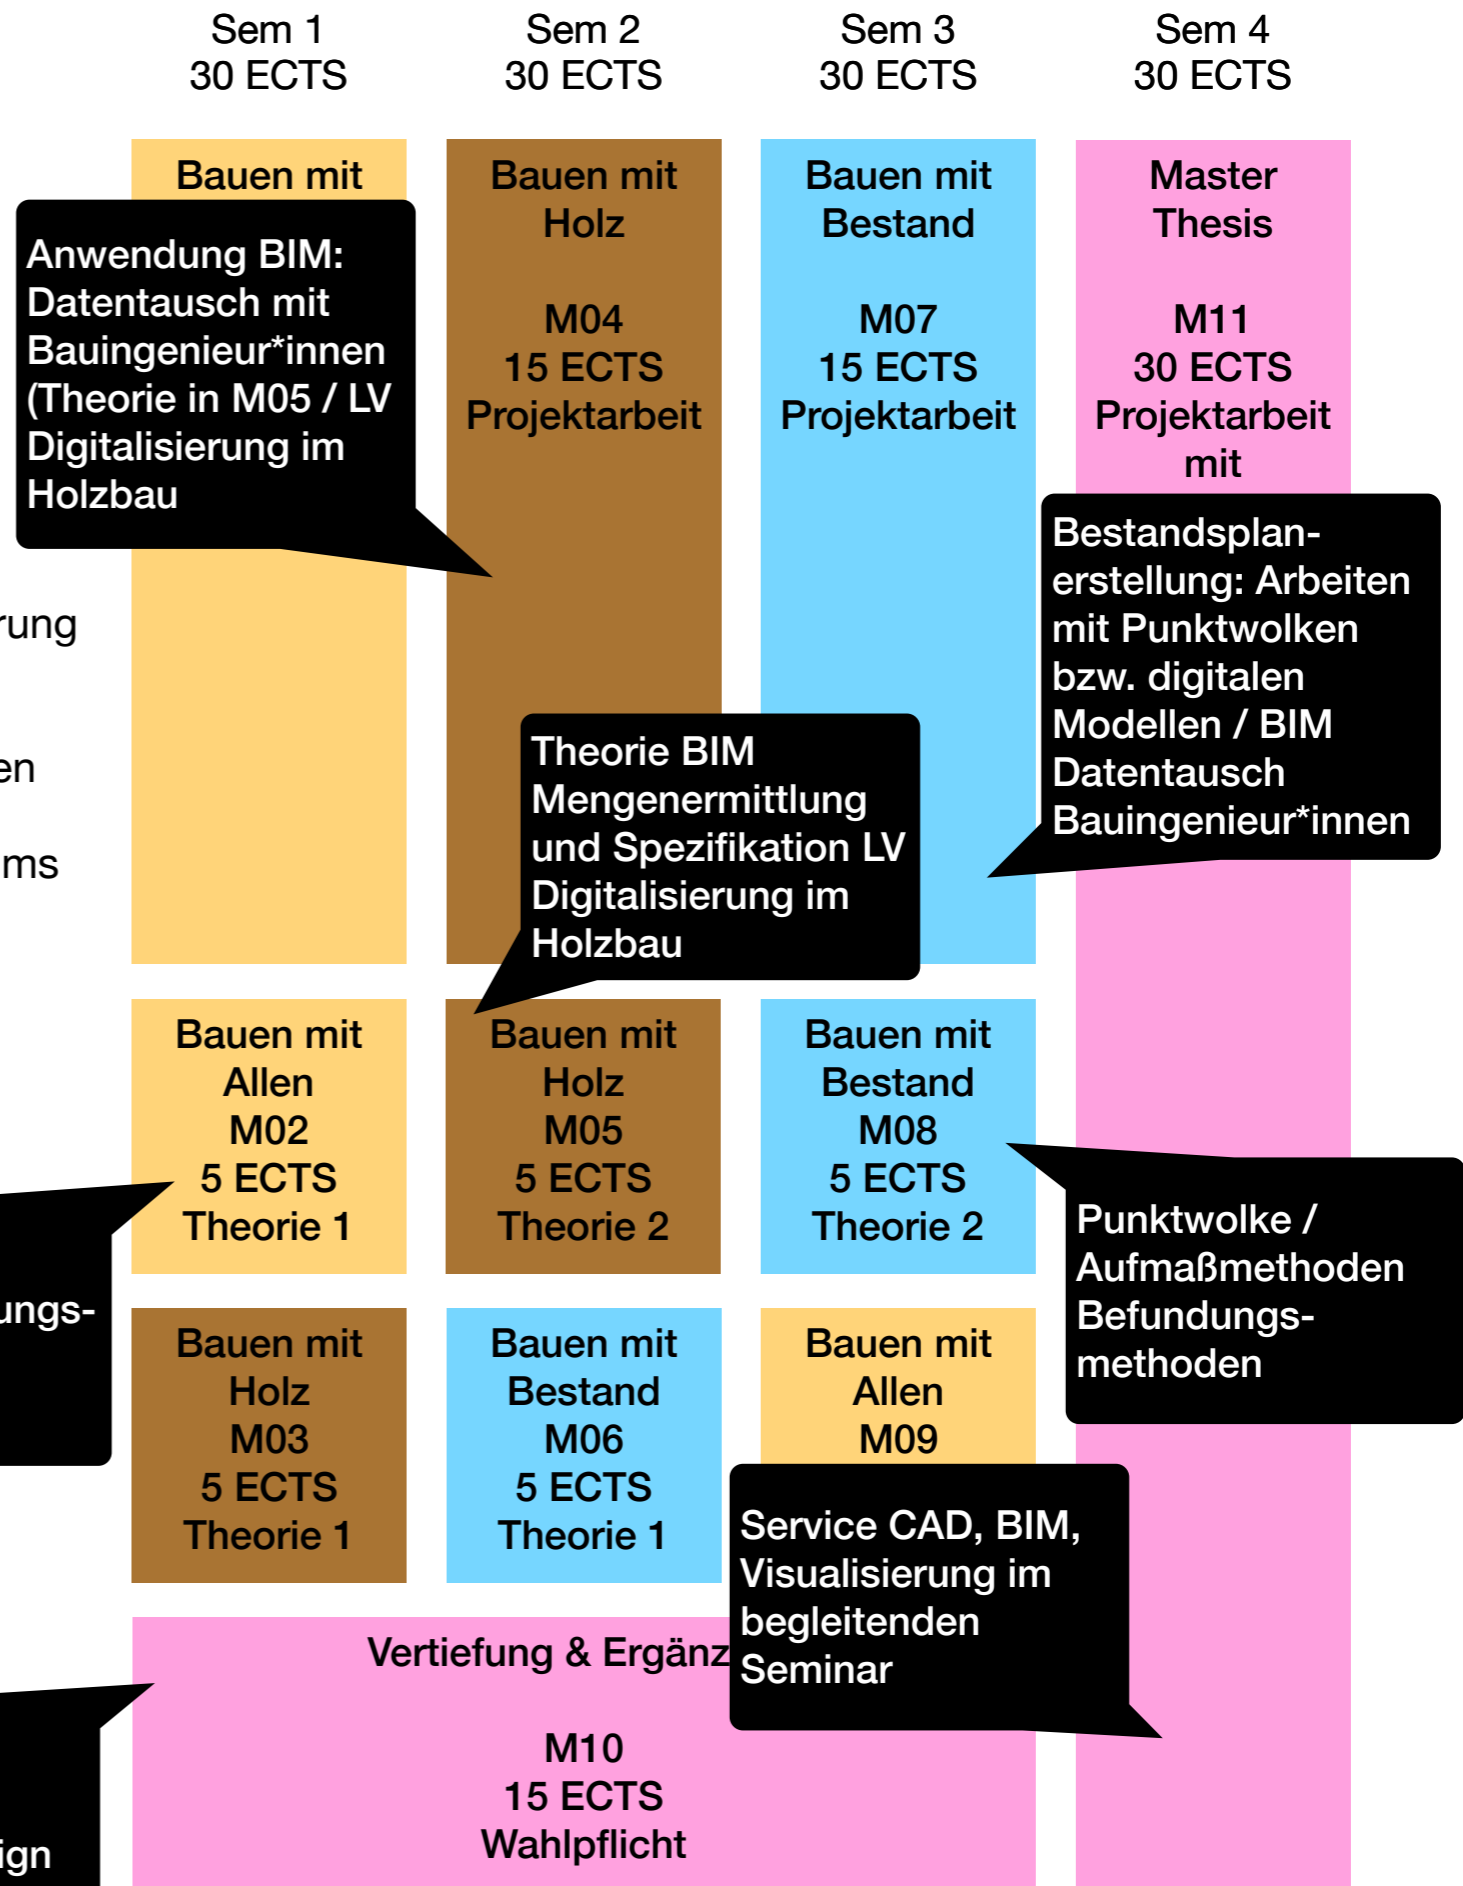 Sem 1
30 ECTS
Sem 2
30 ECTS
Sem 3
30 ECTS
Sem 4
30 ECTS
Bauen mit
Anwendung BIM:
Datentausch mit
Bauingenieur*innen
(Theorie in M05 / LV
Digitalisierung im
Holzbau
Bauen mit
Holz
M04
15 ECTS
Projektarbeit
Bauen mit
Bestand
M07
15 ECTS
Projektarbeit
Master
Thesis
M11
30 ECTS
Projektarbeit
mit
Bestandsplan-
erstellung: Arbeiten
mit Punktwolken
bzw. digitalen
Modellen / BIM
Datentausch
Bauingenieur*innen
rung
en
ms
Theorie BIM
Mengenermittlung
und Spezifikation LV
Digitalisierung im
Holzbau
Bauen mit
Allen
M02
5 ECTS
Theorie 1
Bauen mit
Holz
M05
5 ECTS
Theorie 2
Bauen mit
Bestand
M08
5 ECTS
Theorie 2
Punktwolke /
Aufmaßmethoden
Befundungs-
methoden
ungs-
Bauen mit
Holz
M03
5 ECTS
Theorie 1
Bauen mit
Bestand
M06
5 ECTS
Theorie 1
Bauen mit
Allen
M09
Service CAD, BIM,
Visualisierung im
begleitenden
Seminar
Vertiefung & Ergänz
M10
15 ECTS
Wahlpflicht
ign